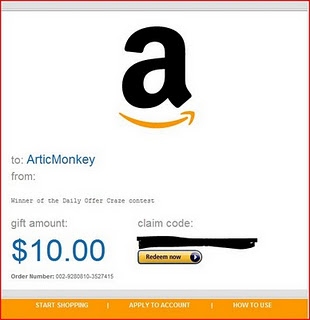 a
to: ArticMonkey
from:
Winner of the Daily Offer Craze contest
gift amount: claim code:
$10.00
Redeem now
Order Number: 002-9280810-3527415
START SHOPPING | APPLY TO ACCOUNT | HOW TO USE